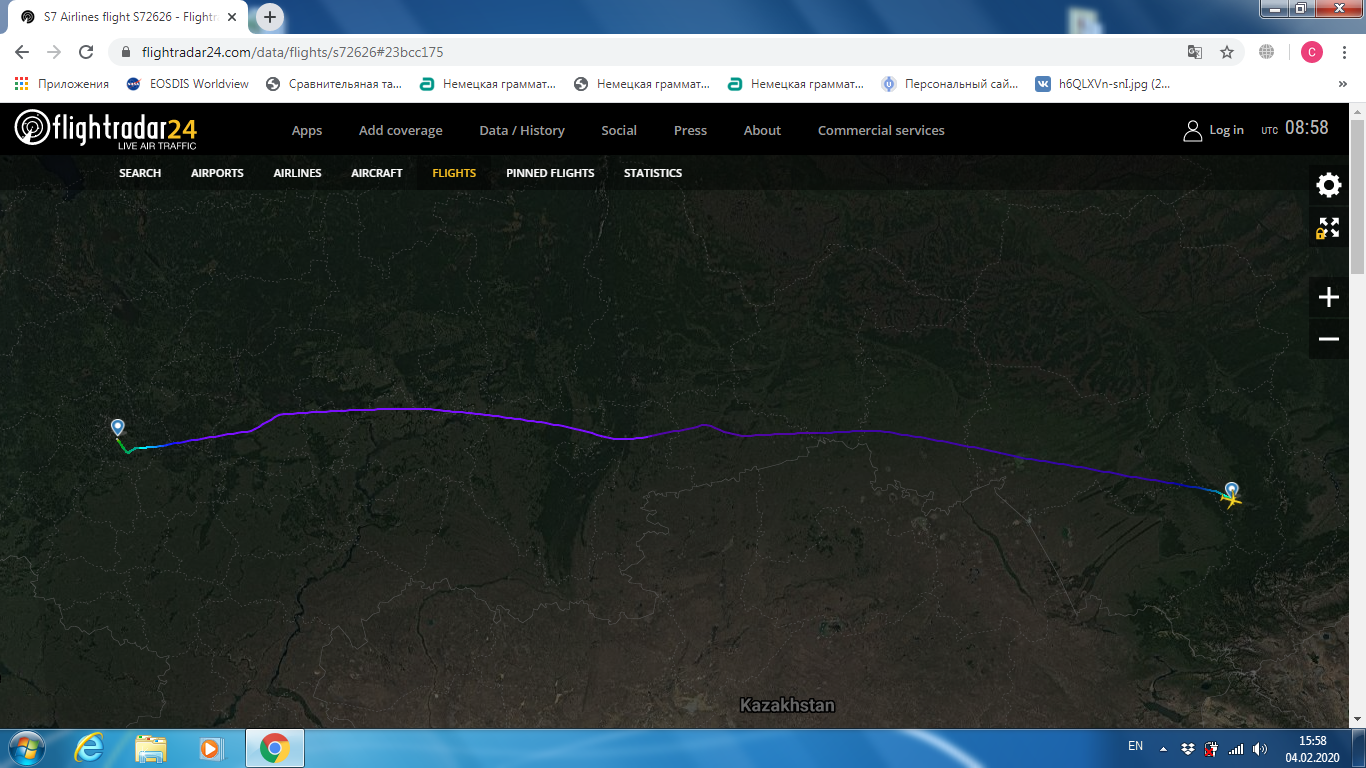 S7 Airlines flight S72626 - Flightr
flightradar24.com/data/flights/s72626#23bcc175
С
Приложения
EOSDIS Worldview
Сравнительная та...
Немецкая граммат...
Немецкая граммат...
Немецкая граммат...
Персональный сай...
h6QLXVn-snI.jpg (2...
»
flightradar24
LIVE AIR TRAFFIC
Apps
Add coverage
Data / History
Social
Press
About
Commercial services
Log in
UTC 08:58
SEARCH
AIRPORTS
AIRLINES
AIRCRAFT
FLIGHTS
PINNED FLIGHTS
STATISTICS
Kazakhstan
EN
15:58
04.02.2020